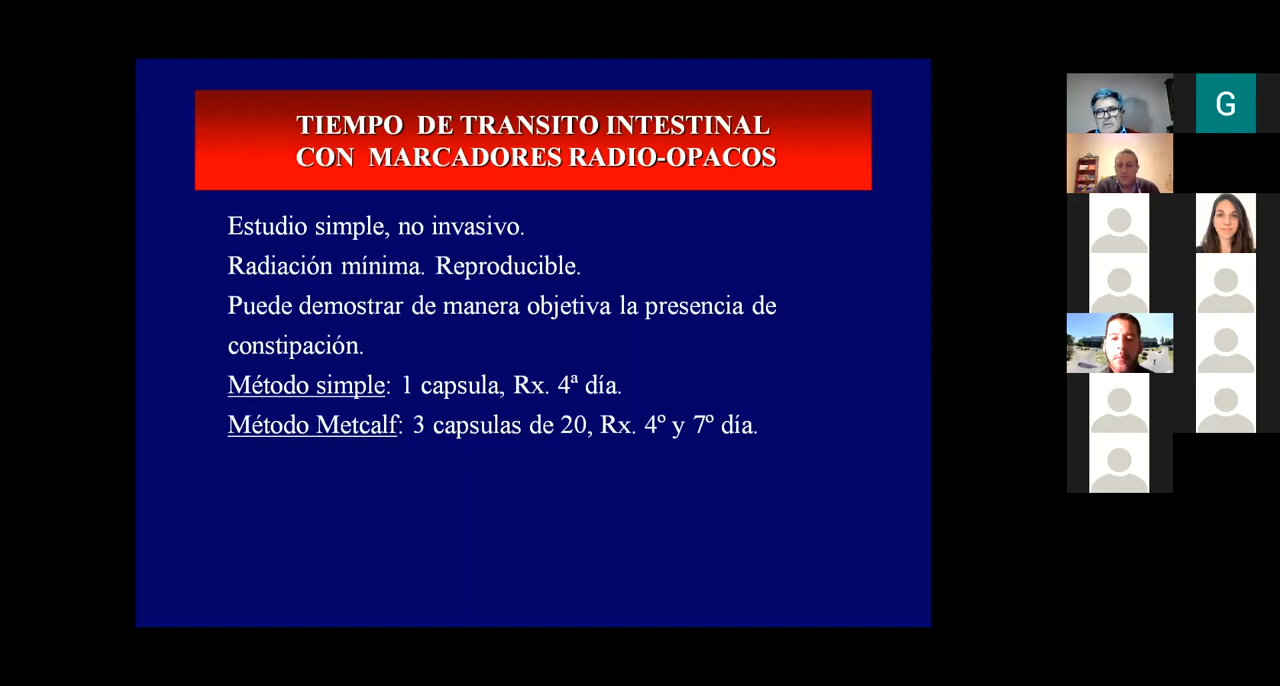 TIEMPO DE TRANSITO INTESTINAL
CON MARCADORES RADIO-OPACOS
Estudio simple, no invasivo.
Radiación mínima. Reproducible.
Puede demostrar de manera objetiva la presencia de
constipación.
Método simple: 1 capsula, Rx. 4ª día.
Método Metcalf: 3 capsulas de 20, Rx. 4º y 7º día.
G